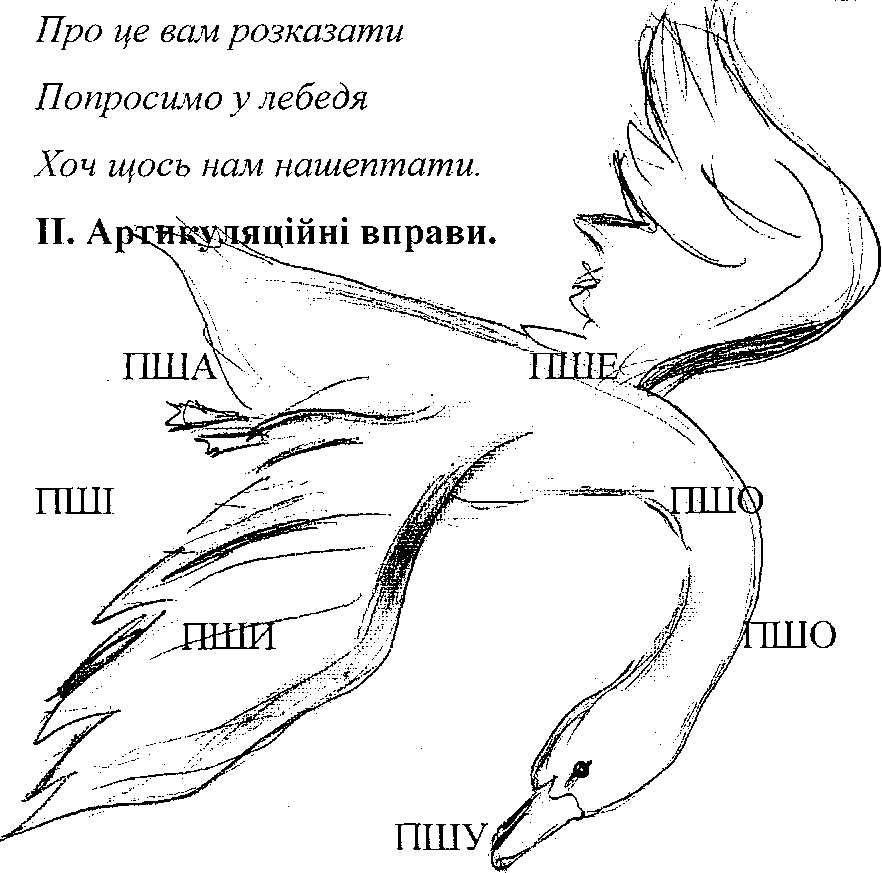 Про це вам розказати
Попросимо у лебедя
Хоч щось нам нашептати.
ІІ. Артикуляційні вправи.
ПША ПШЕ
ПШІ ПШО
ПШИ ПШО
ПШУ